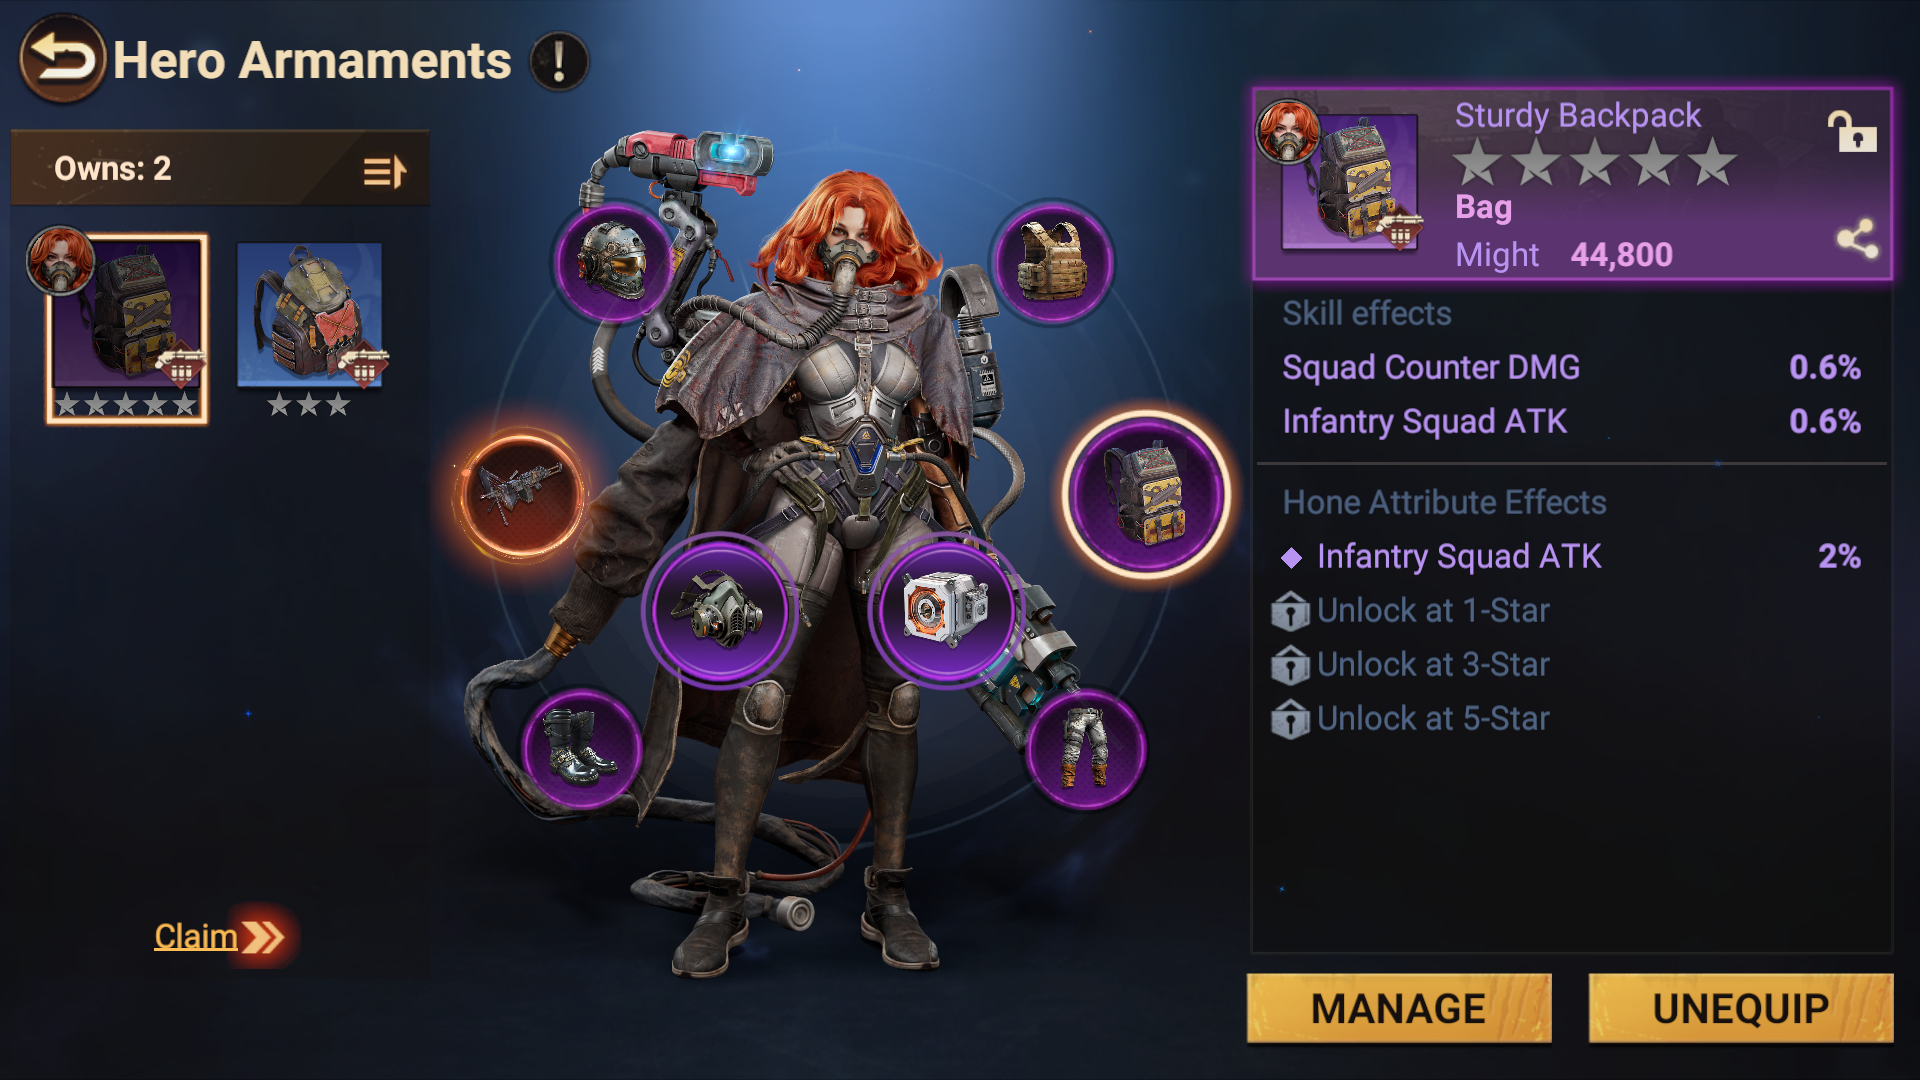 Hero Armaments
Owns: 2
Claim
Sturdy Backpack
Bag
Might 44,800
Skill effects
Squad Counter DMG 0.6%
Infantry Squad ATK 0.6%
Hone Attribute Effects
Infantry Squad ATK 2%
Unlock at 1-Star
Unlock at 3-Star
Unlock at 5-Star
MANAGE
UNEQUIP